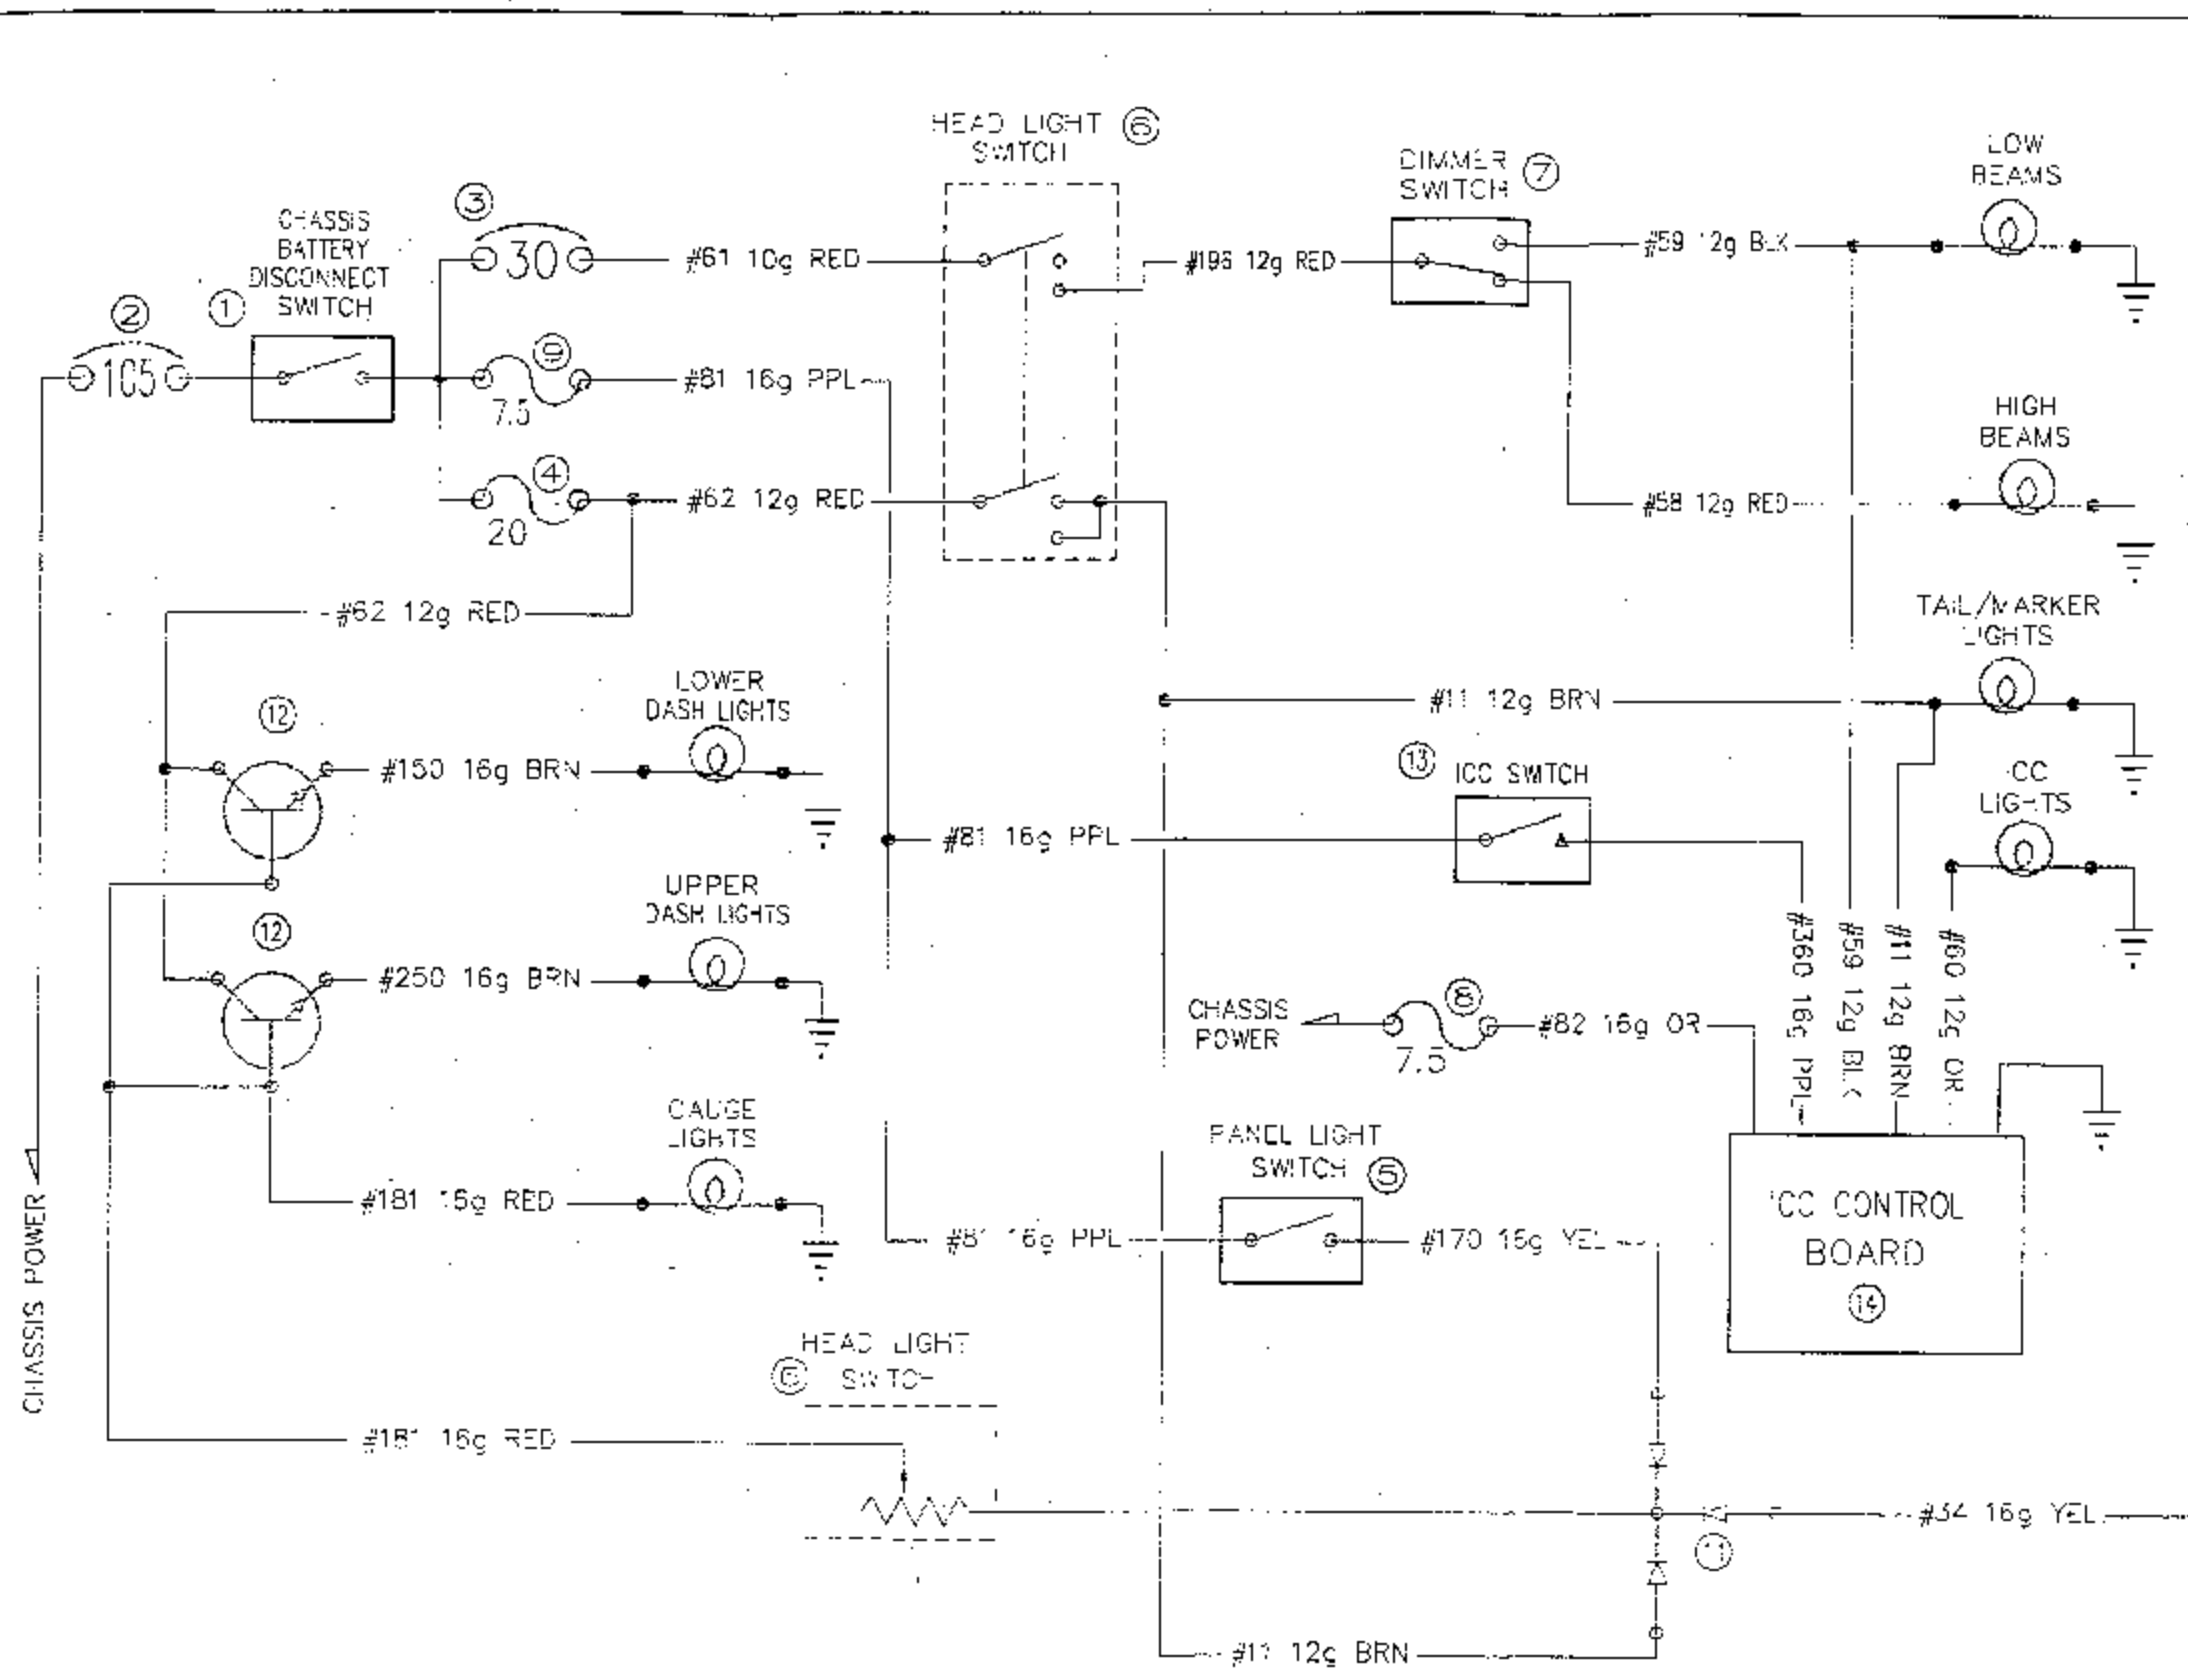 HEAD LIGHT 6
SWITCH
DIMMER 7
SWITCH
LOW
BEAMS
3
CHASSIS
BATTERY
DISCONNECT
SWITCH
1
2
30
#61 10g RED
#196 12g RED
#59 12g BLK
105
9
7.5
#81 16g PPL
HIGH
BEAMS
4
20
#62 12g RED
#58 12g RED
#62 12g RED
TAIL/MARKER
LIGHTS
LOWER
DASH LIGHTS
#11 12g BRN
12
#150 16g BRN
13 ICC SWITCH
CC
LIGHTS
#81 16g PPL
UPPER
DASH LIGHTS
12
#250 16g BRN
#360 16g PPL
#59 12g BLK
#11 12g BRN
#60 12g OR
CHASSIS
POWER
8
7.5
#82 16g OR
GAUGE
LIGHTS
PANEL LIGHT
SWITCH 5
#181 16g RED
#81 16g PPL
#170 16g YEL
CC CONTROL
BOARD
14
CHASSIS POWER
HEAD LIGHT
6 SWITCH
#181 16g RED
#34 16g YEL
11
#11 12g BRN